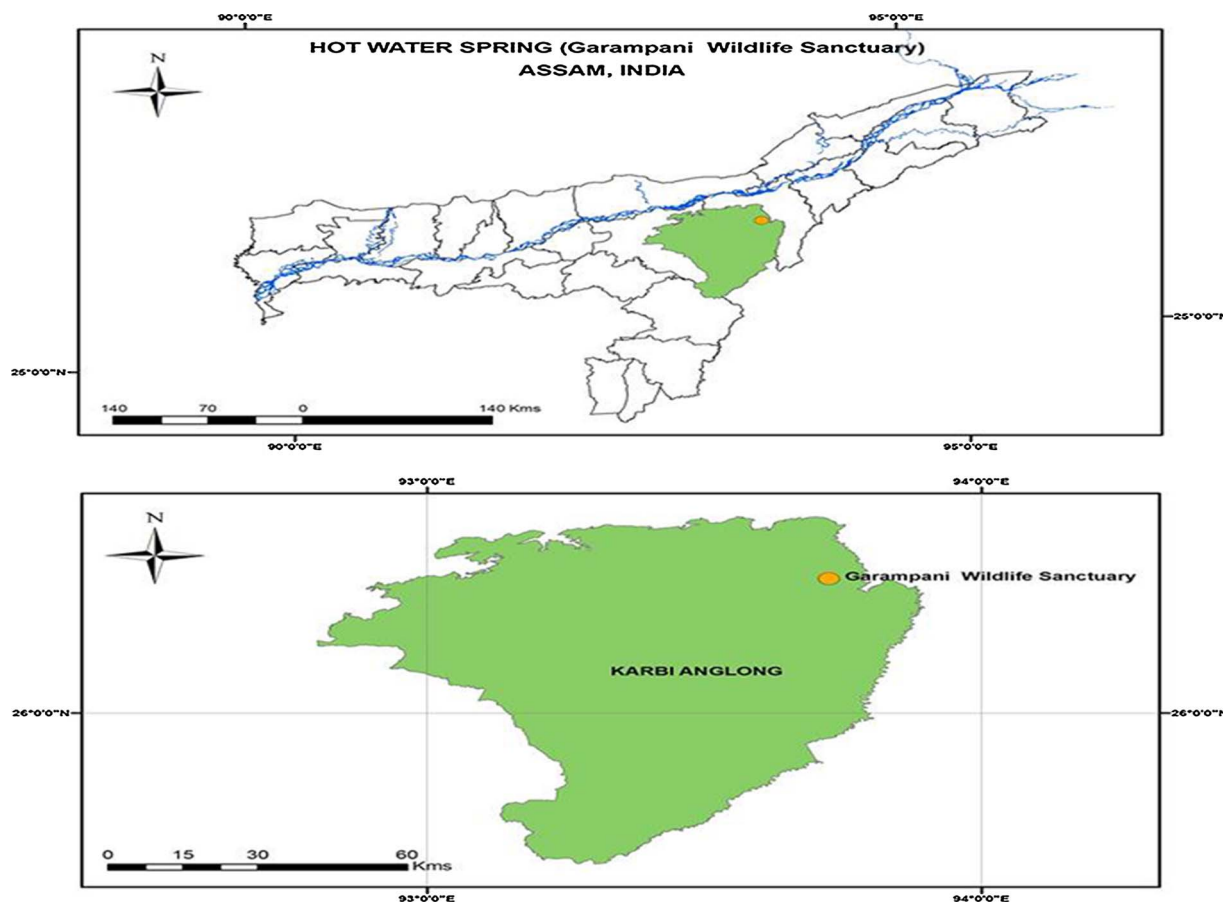 90°0'0"E 95°0'0"E
HOT WATER SPRING (Garampani Wildlife Sanctuary)
ASSAM, INDIA
N
25°0'0"N
25°0'0"N
140 70 0 140 Kms
90°0'0"E 95°0'0"E
93°0'0"E 94°0'0"E
N
Garampani Wildlife Sanctuary
KARBI ANGLONG
26°0'0"N 26°0'0"N
0 15 30 60
Kms
93°0'0"E 94°0'0"E